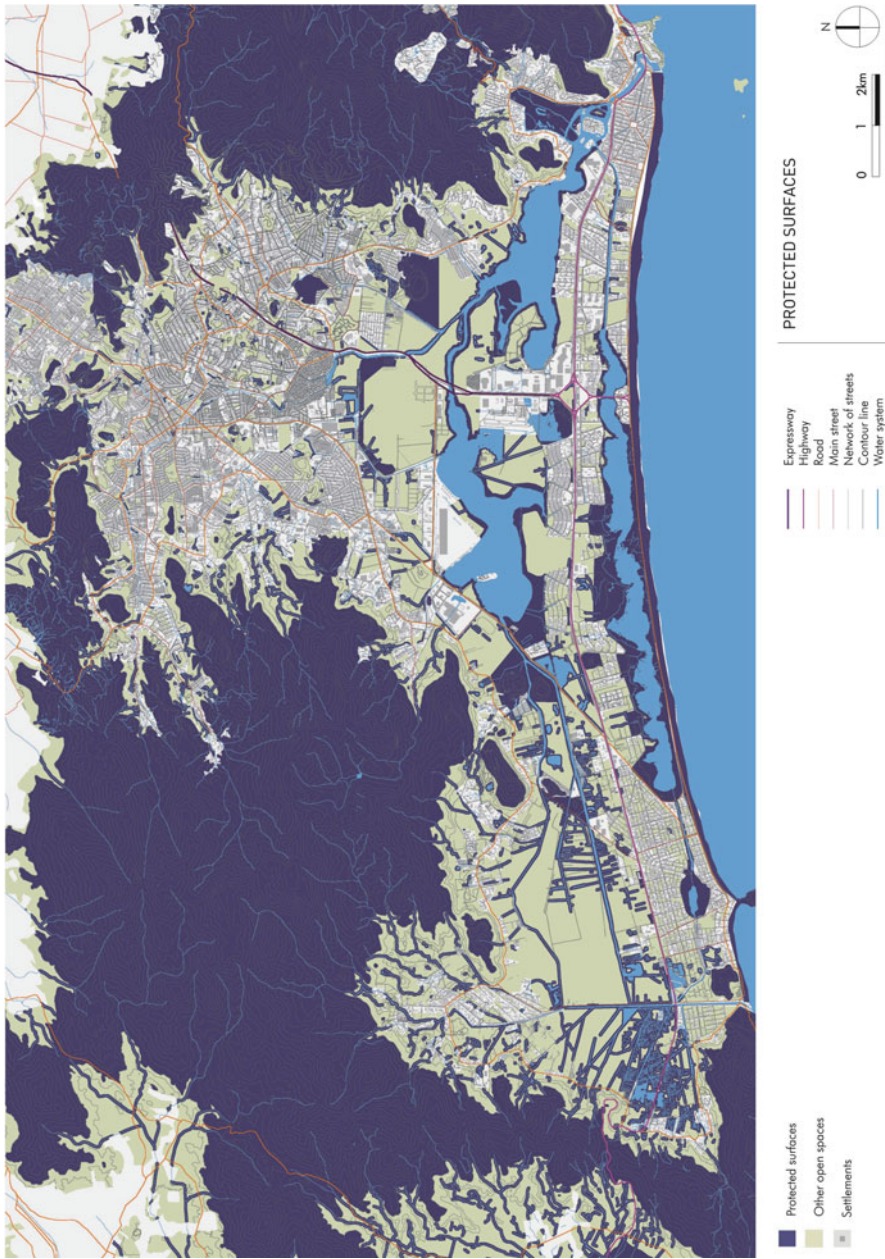 PROTECTED SURFACES
0 1 2km
N
Protected surfaces
Other open spaces
Settlements
Expressway
Highway
Road
Main street
Network of streets
Contour line
Water system